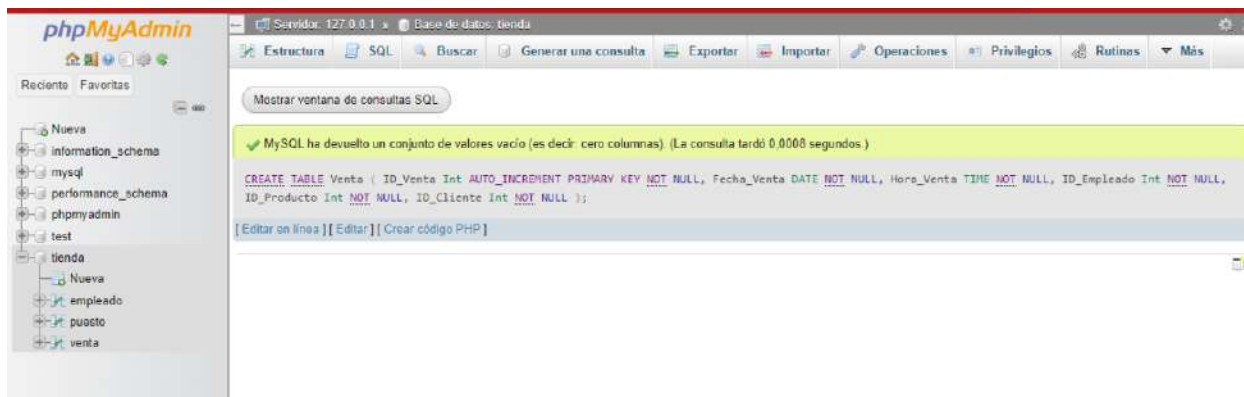 phpMyAdmin
Reciente Favoritas
Nueva
information_schema
mysql
performance_schema
phpmyadmin
test
tienda
Nueva
empleado
puesto
venta
Servidor: 127.0.0.1 » Base de datos: tienda
Estructura SQL Buscar Generar una consulta Exportar Importar Operaciones Privilegios Rutinas Más
Mostrar ventana de consultas SQL
MySQL ha devuelto un conjunto de valores vacío (es decir: cero columnas). (La consulta tardó 0,0008 segundos.)
CREATE TABLE Venta ( ID_Venta Int AUTO_INCREMENT PRIMARY KEY NOT NULL, Fecha_Venta DATE NOT NULL, Hora_Venta TIME NOT NULL, ID_Empleado Int NOT NULL,
ID_Producto Int NOT NULL, ID_Cliente Int NOT NULL );
[ Editar en línea ] [ Editar ] [ Crear código PHP ]